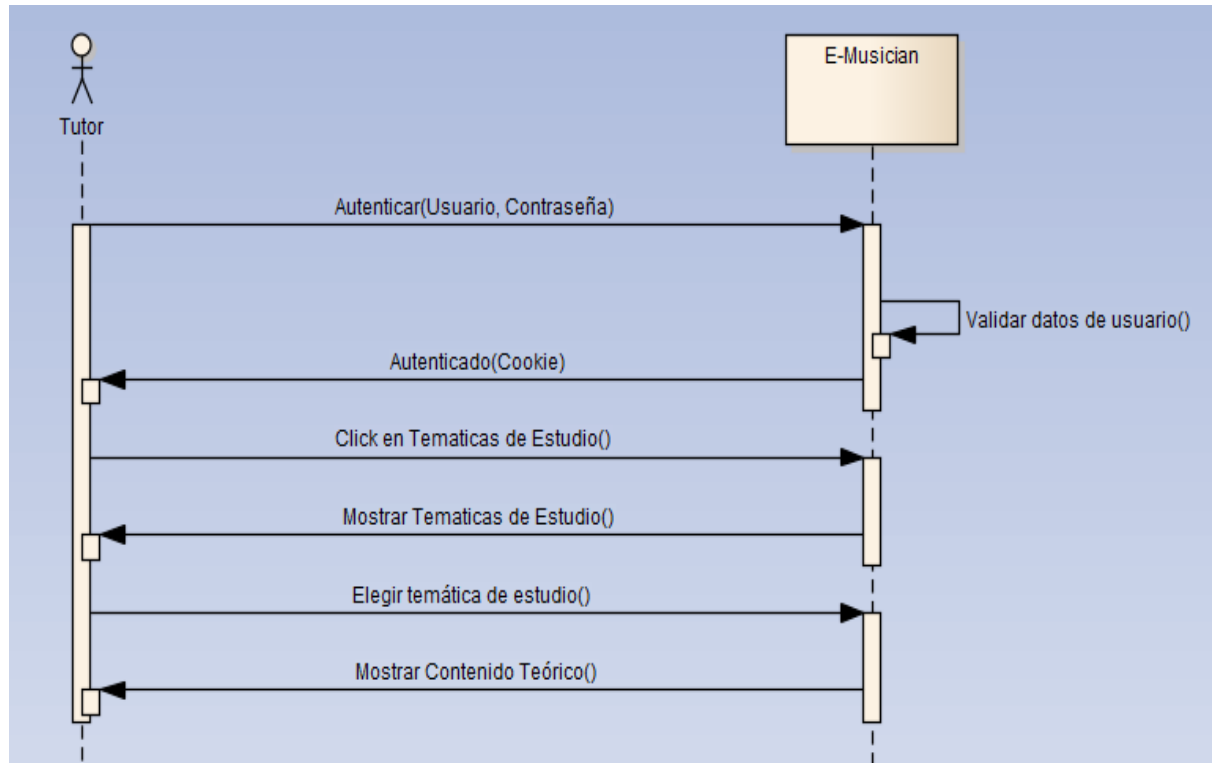 E-Musician
Tutor
Autenticar(Usuario, Contraseña)
Validar datos de usuario()
Autenticado(Cookie)
Click en Tematicas de Estudio()
Mostrar Tematicas de Estudio()
Elegir temática de estudio()
Mostrar Contenido Teórico()